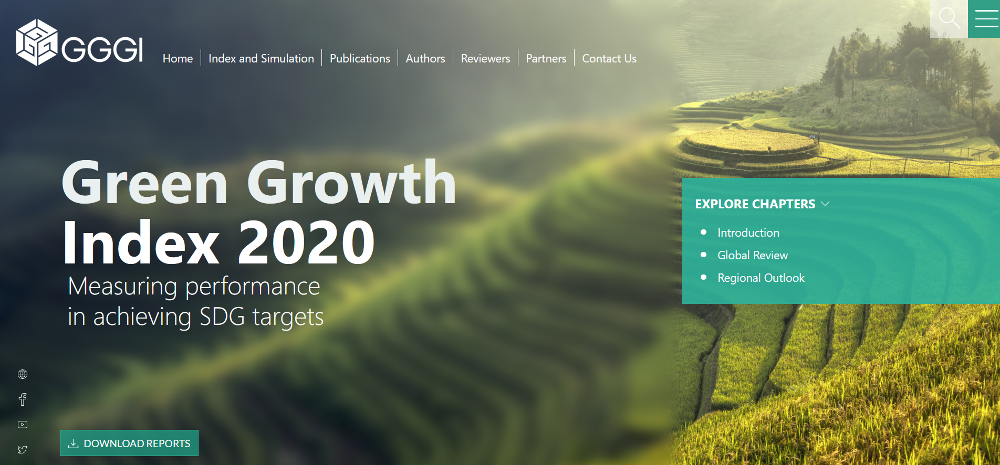 GGGI
Home
Index and Simulation
Publications
Authors
Reviewers
Partners
Contact Us
Green Growth
Index 2020
Measuring performance
in achieving SDG targets
EXPLORE CHAPTERS
Introduction
Global Review
Regional Outlook
DOWNLOAD REPORTS